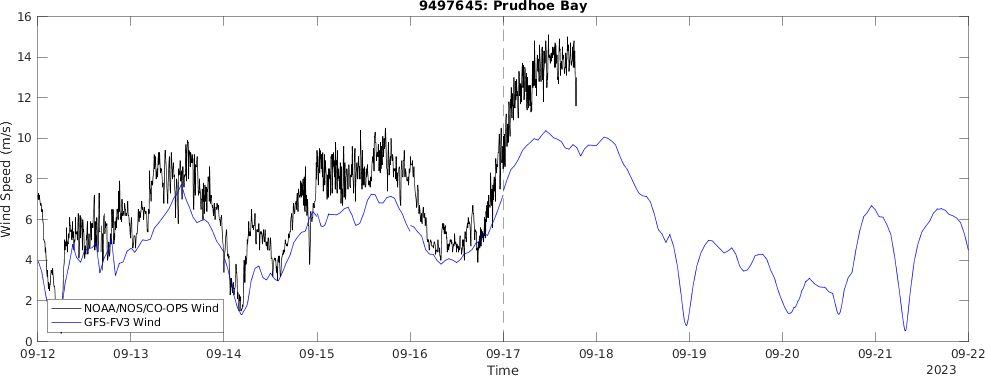 9497645: Prudhoe Bay
16
14
12
10
8
6
4
2
0
Wind Speed (m/s)
NOAA/NOS/CO-OPS Wind
GFS-FV3 Wind
09-12 09-13 09-14 09-15 09-16 09-17 09-18 09-19 09-20 09-21 09-22
Time
2023